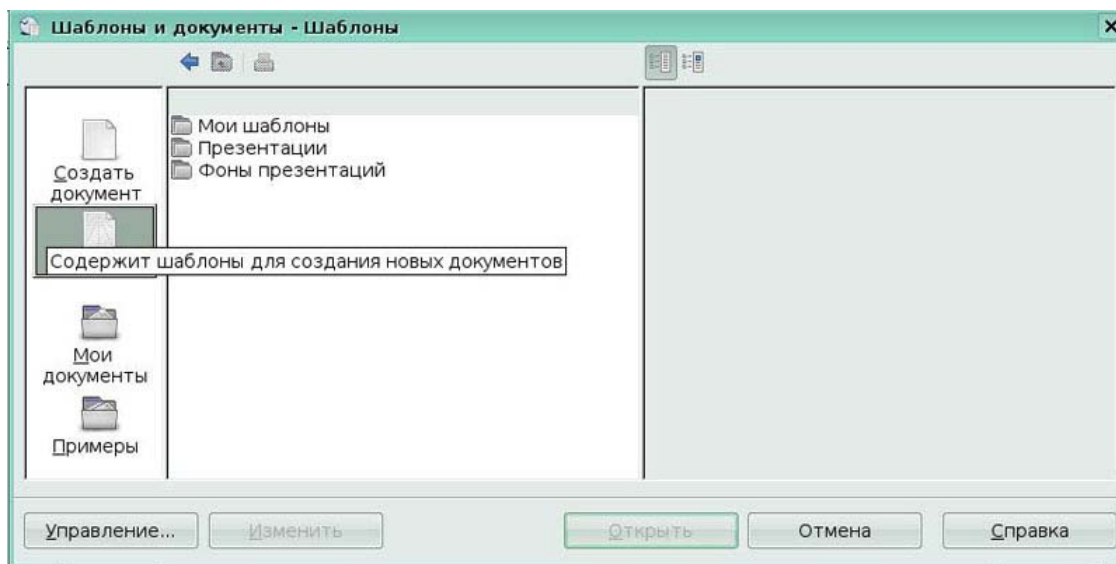 Шаблоны и документы - Шаблоны
Создать
документ
Содержит шаблоны для создания новых документов
Мои
документы
Примеры
Мои шаблоны
Презентации
Фоны презентаций
Управление...
Изменить
Открыть
Отмена
Справка